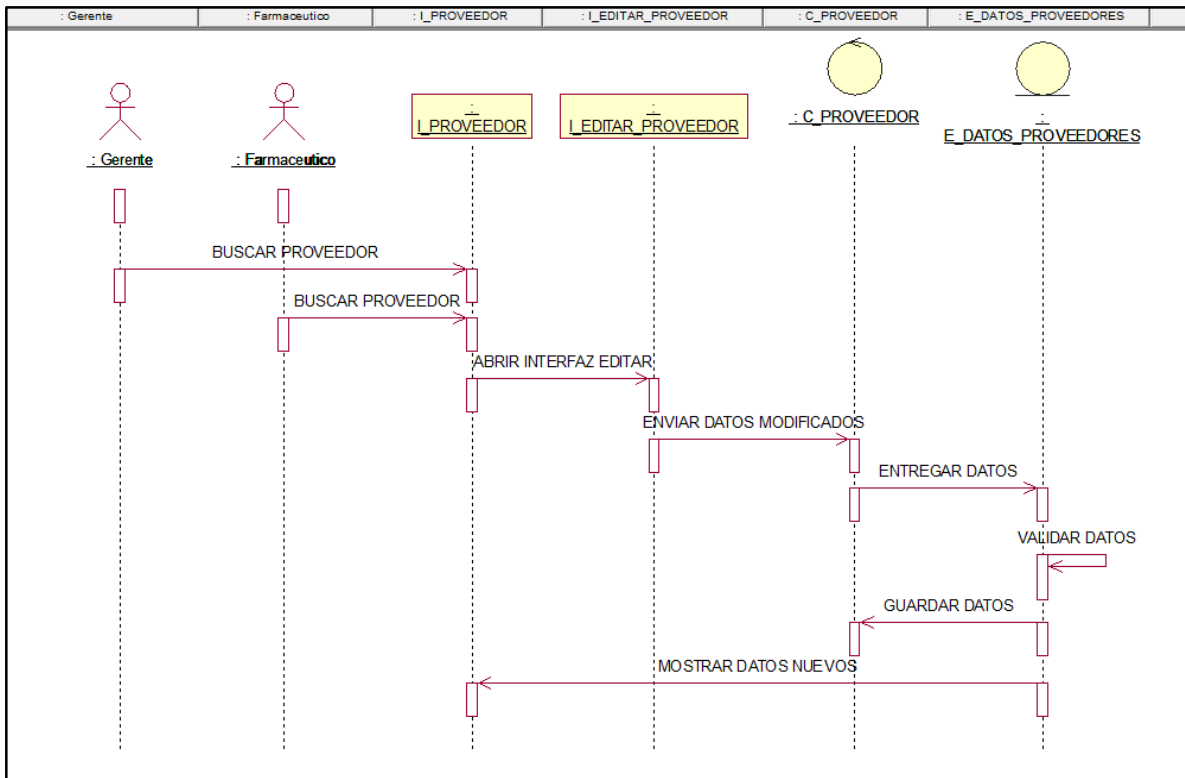 : Gerente
: Farmaceutico
: I_PROVEEDOR
: I_EDITAR_PROVEEDOR
: C_PROVEEDOR
: E_DATOS_PROVEEDORES
: Gerente
: Farmaceutico
:
I_PROVEEDOR
:
I_EDITAR_PROVEEDOR
: C_PROVEEDOR
:
E_DATOS_PROVEEDORES
BUSCAR PROVEEDOR
BUSCAR PROVEEDOR
ABRIR INTERFAZ EDITAR
ENVIAR DATOS MODIFICADOS
ENTREGAR DATOS
VALIDAR DATOS
GUARDAR DATOS
MOSTRAR DATOS NUEVOS